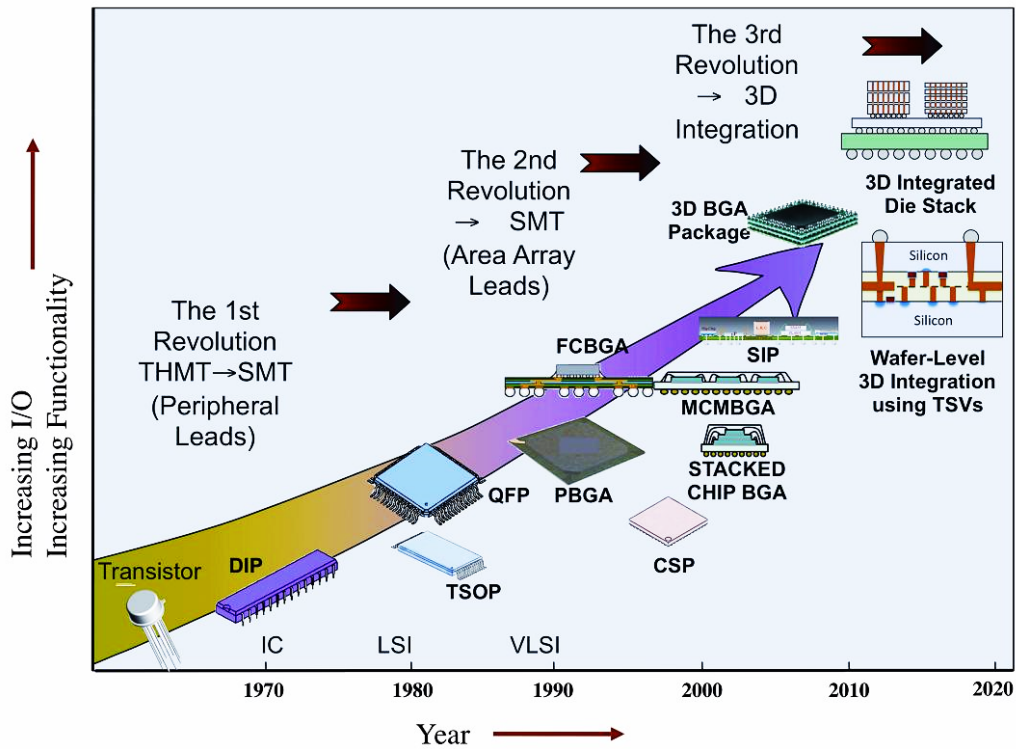 The 3rd
Revolution
→ 3D
Integration
The 2nd
Revolution
→ SMT
(Area Array
Leads)
The 1st
Revolution
THMT→SMT
(Peripheral
Leads)
3D Integrated
Die Stack
3D BGA
Package
Silicon
Silicon
Wafer-Level
3D Integration
using TSVs
SIP
FCBGA
MCMBGA
STACKED
CHIP BGA
QFP
PBGA
CSP
TSOP
DIP
Transistor
IC
LSI
VLSI
1970
1980
1990
2000
2010
2020
Year
Increasing I/O
Increasing Functionality